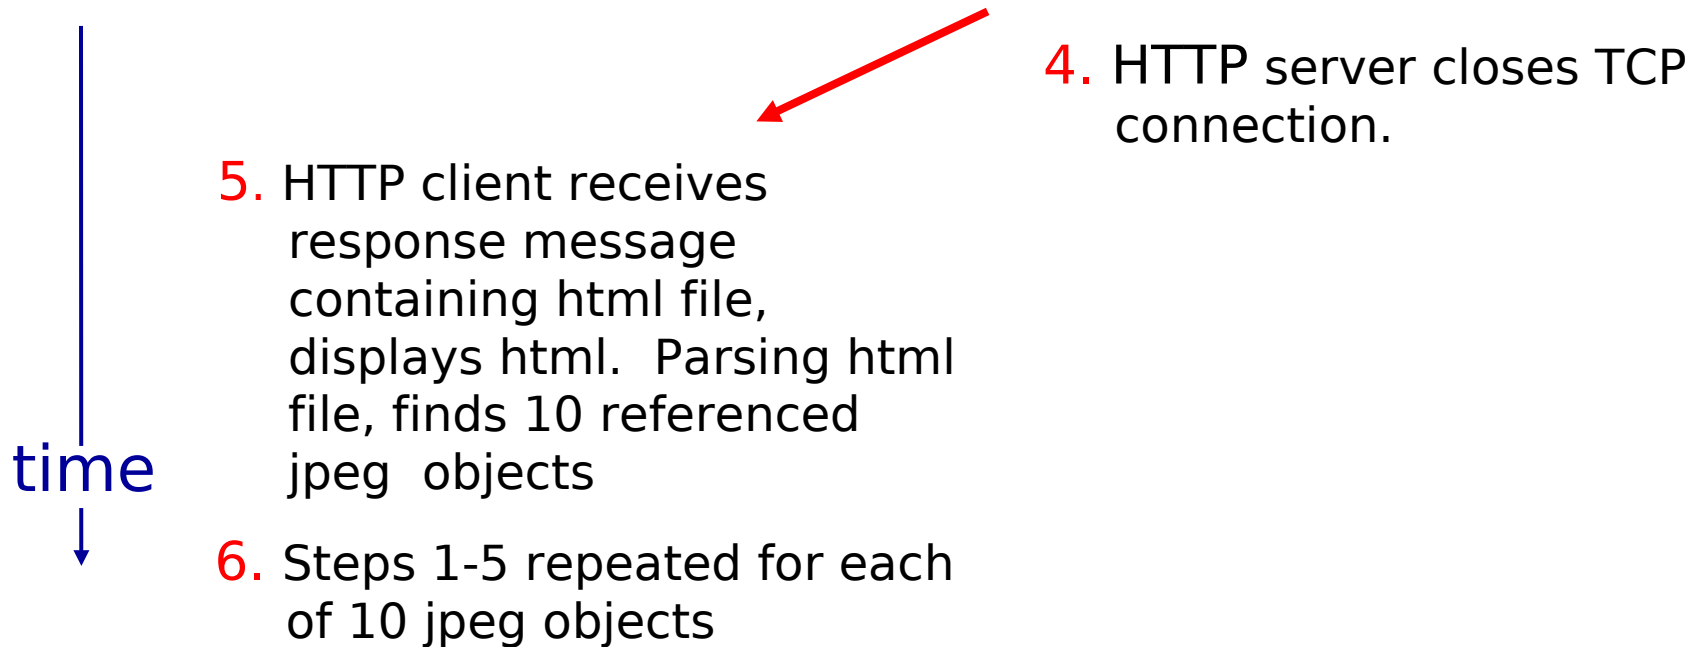 4. HTTP server closes TCP
connection.
5. HTTP client receives
response message
containing html file,
displays html.  Parsing html
file, finds 10 referenced
jpeg  objects
time
6. Steps 1-5 repeated for each
of 10 jpeg objects